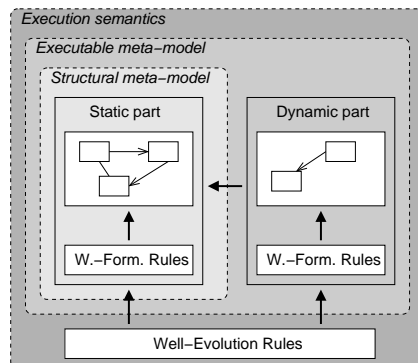 Execution semantics
Executable meta−model
Structural meta−model
Static part
Dynamic part
W.−Form. Rules
W.−Form. Rules
Well−Evolution Rules